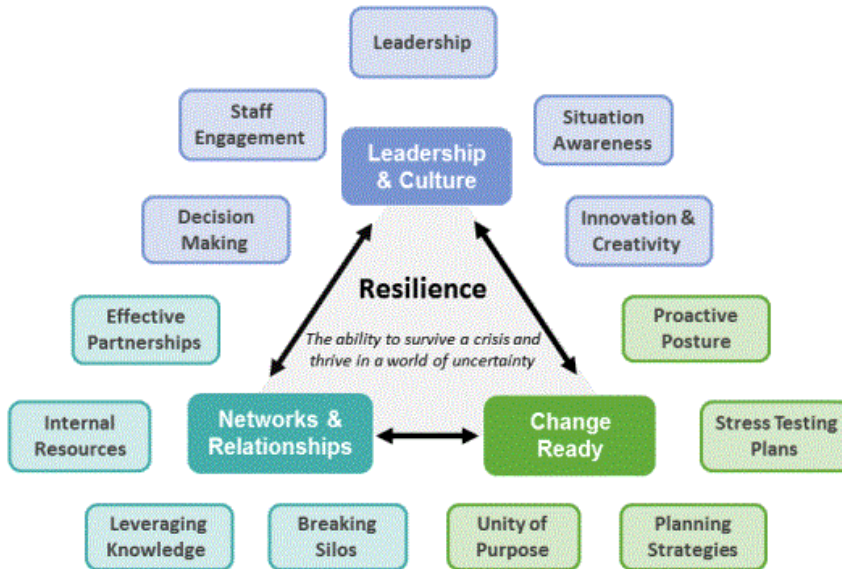 Leadership
Staff
Engagement
Situation
Awareness
Leadership
& Culture
Decision
Making
Innovation &
Creativity
Resilience
The ability to survive a crisis and
thrive in a world of uncertainty
Effective
Partnerships
Proactive
Posture
Internal
Resources
Networks &
Relationships
Change
Ready
Stress Testing
Plans
Leveraging
Knowledge
Breaking
Silos
Unity of
Purpose
Planning
Strategies